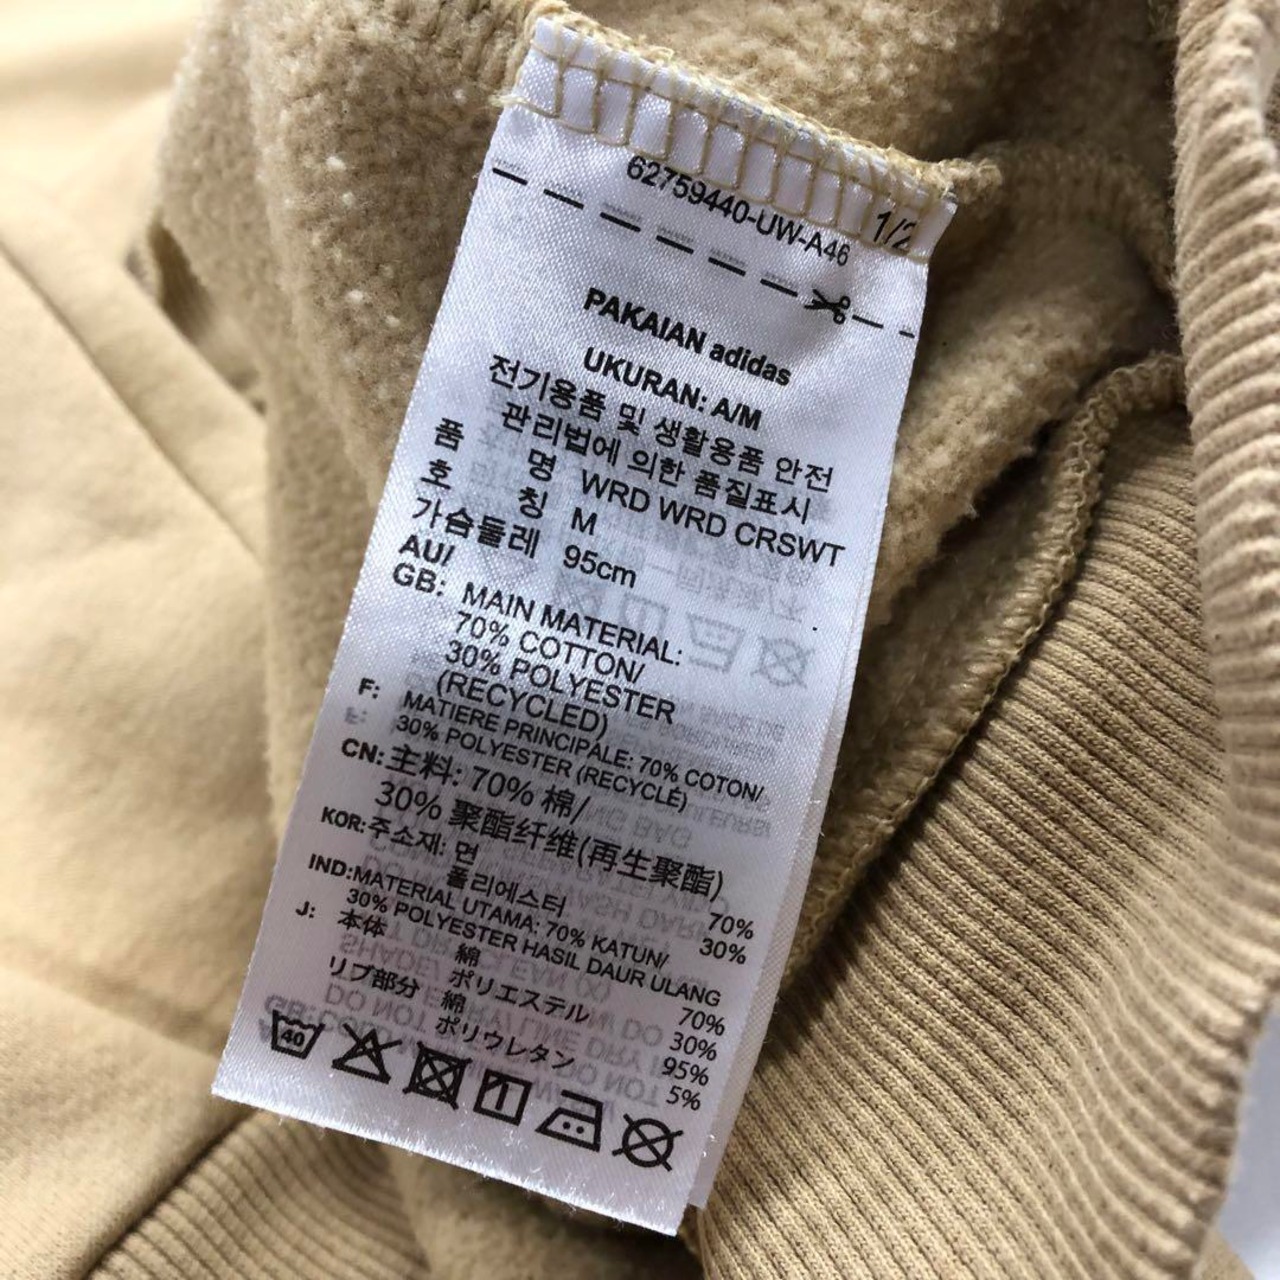 62759440-UW-A46 1/2
PAKAIAN adidas
UKURAN: A/M
전기용품 및 생활용품 안전
관리법에 의한 품질표시
품 명 WRD WRD CRSWT
호 칭 M
가슴둘레 95cm
AU/
GB: MAIN MATERIAL:
70% COTTON/
30% POLYESTER
(RECYCLED)
F: MATIERE PRINCIPALE: 70% COTON/
30% POLYESTER (RECYCLÉ)
CN: 主料: 70% 棉/
30% 聚酯纤维(再生聚酯)
KOR: 주소재: 면 70%
폴리에스터 30%
IND: MATERIAL UTAMA: 70% KATUN/
30% POLYESTER HASIL DAUR ULANG
J: 本体 綿 70%
ポリエステル 30%
リブ部分 綿 95%
ポリウレタン 5%
40